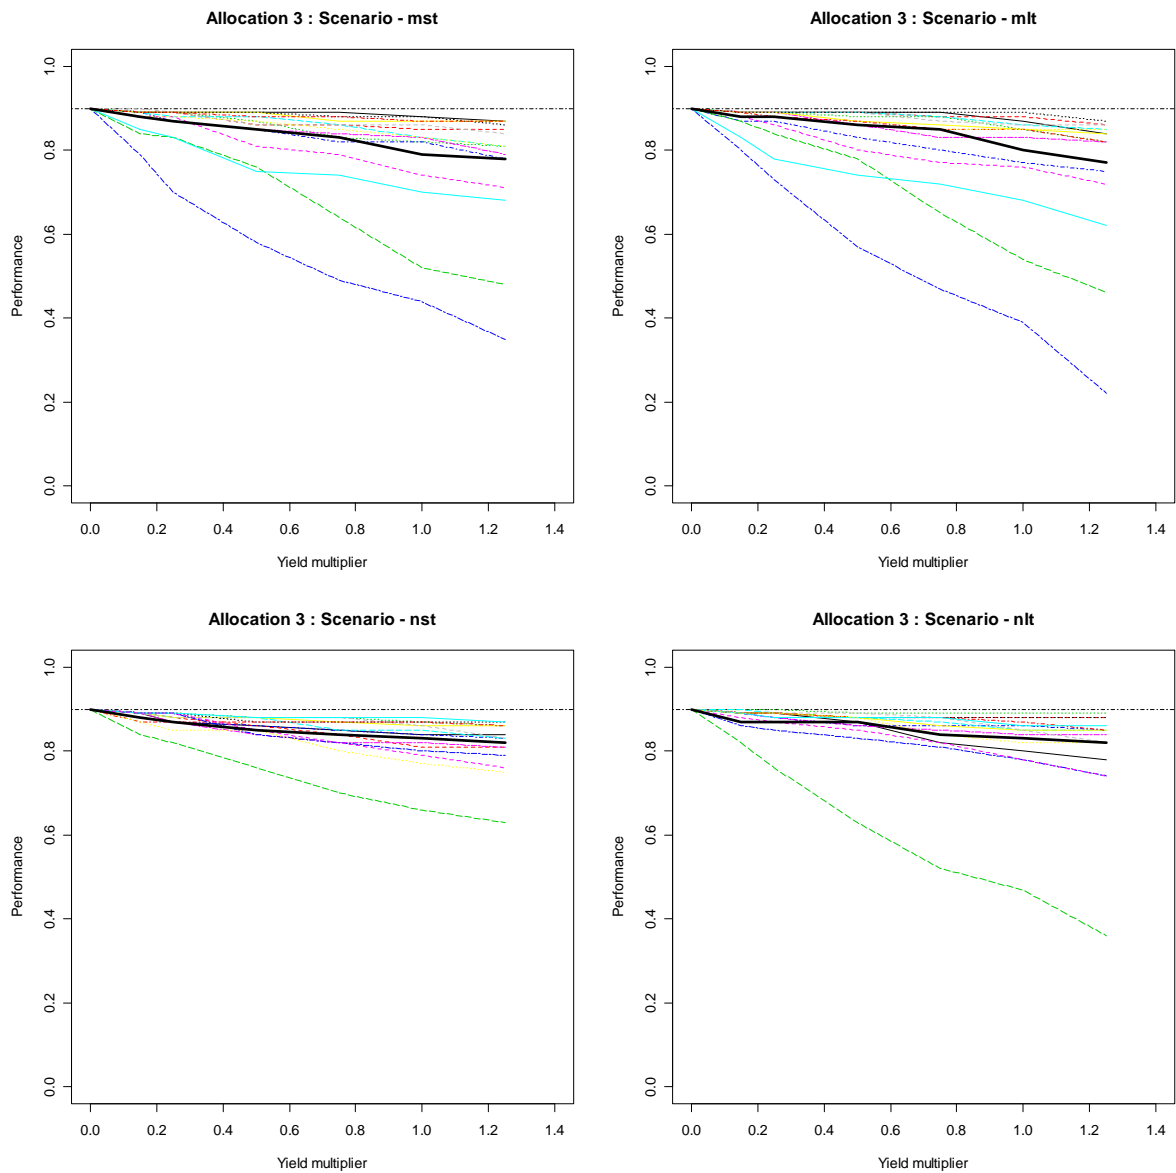 Allocation 3 : Scenario - mst
Performance
0.0 0.2 0.4 0.6 0.8 1.0
0.0 0.2 0.4 0.6 0.8 1.0 1.2 1.4
Yield multiplier
Allocation 3 : Scenario - mlt
Performance
0.0 0.2 0.4 0.6 0.8 1.0
0.0 0.2 0.4 0.6 0.8 1.0 1.2 1.4
Yield multiplier
Allocation 3 : Scenario - nst
Performance
0.0 0.2 0.4 0.6 0.8 1.0
0.0 0.2 0.4 0.6 0.8 1.0 1.2 1.4
Yield multiplier
Allocation 3 : Scenario - nlt
Performance
0.0 0.2 0.4 0.6 0.8 1.0
0.0 0.2 0.4 0.6 0.8 1.0 1.2 1.4
Yield multiplier